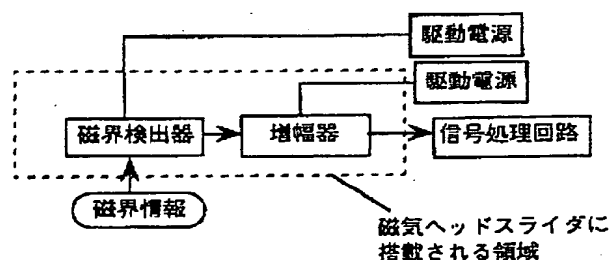 駆動電源
駆動電源
磁界検出器
増幅器
信号処理回路
磁界情報
磁気ヘッドスライダに
搭載される領域